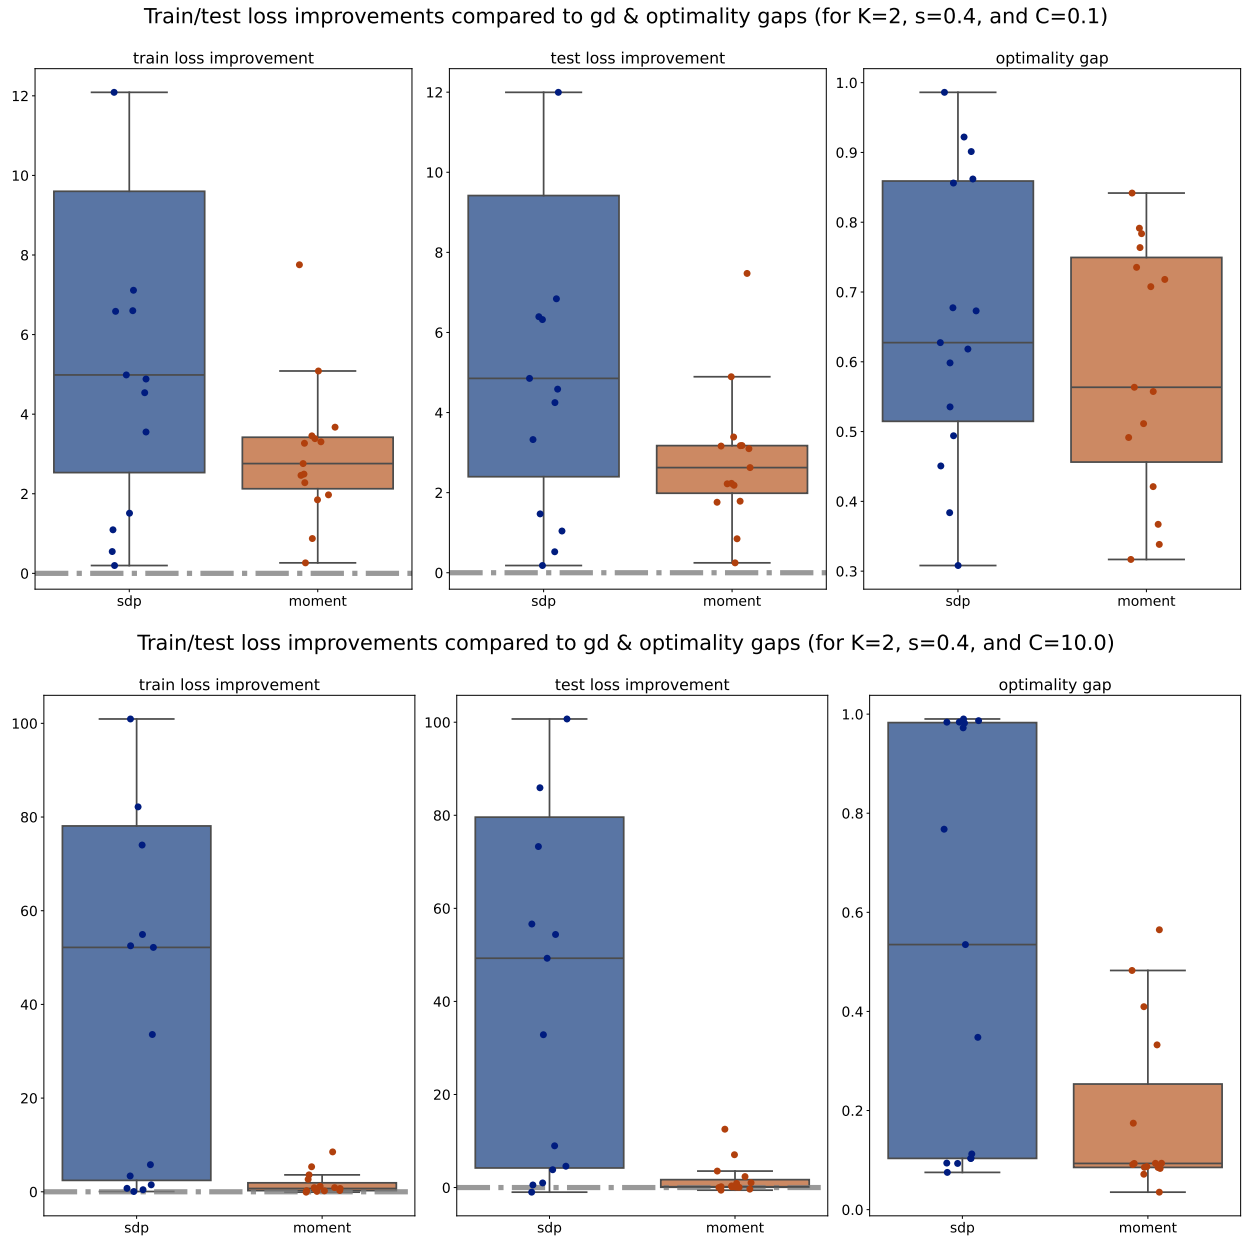 Train/test loss improvements compared to gd & optimality gaps (for K=2, s=0.4, and C=0.1)
train loss improvement
test loss improvement
optimality gap
12
10
8
6
4
2
0
sdp
moment
12
10
8
6
4
2
0
sdp
moment
1.0
0.9
0.8
0.7
0.6
0.5
0.4
0.3
sdp
moment
Train/test loss improvements compared to gd & optimality gaps (for K=2, s=0.4, and C=10.0)
train loss improvement
test loss improvement
optimality gap
100
80
60
40
20
0
sdp
moment
100
80
60
40
20
0
sdp
moment
1.0
0.8
0.6
0.4
0.2
0.0
sdp
moment